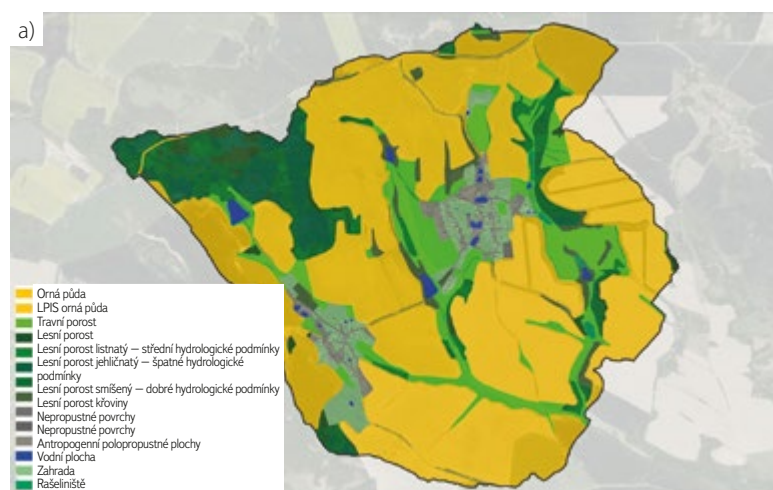 a)
Orná půda
LPIS orná půda
Travní porost
Lesní porost
Lesní porost listnatý – střední hydrologické podmínky
Lesní porost jehličnatý – špatné hydrologické
podmínky
Lesní porost smíšený – dobré hydrologické podmínky
Lesní porost křoviny
Nepropustné povrchy
Nepropustné povrchy
Antropogenní polopropustné plochy
Vodní plocha
Zahrada
Rašeliniště